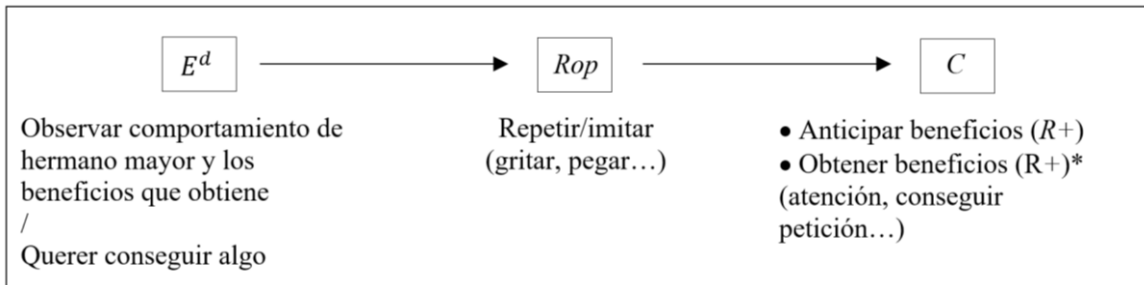 E^d
Rop
C
Observar comportamiento de
hermano mayor y los
beneficios que obtiene
/
Querer conseguir algo
Repetir/imitar
(gritar, pegar…)
• Anticipar beneficios (R+)
• Obtener beneficios (R+)*
(atención, conseguir
petición…)